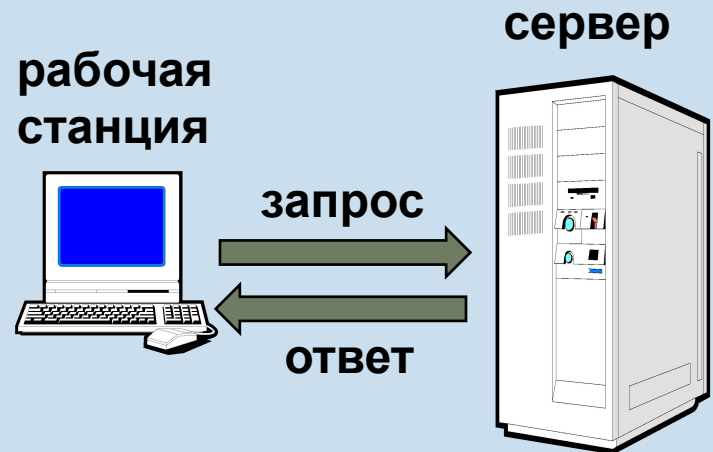 сервер
рабочая
станция
запрос
ответ